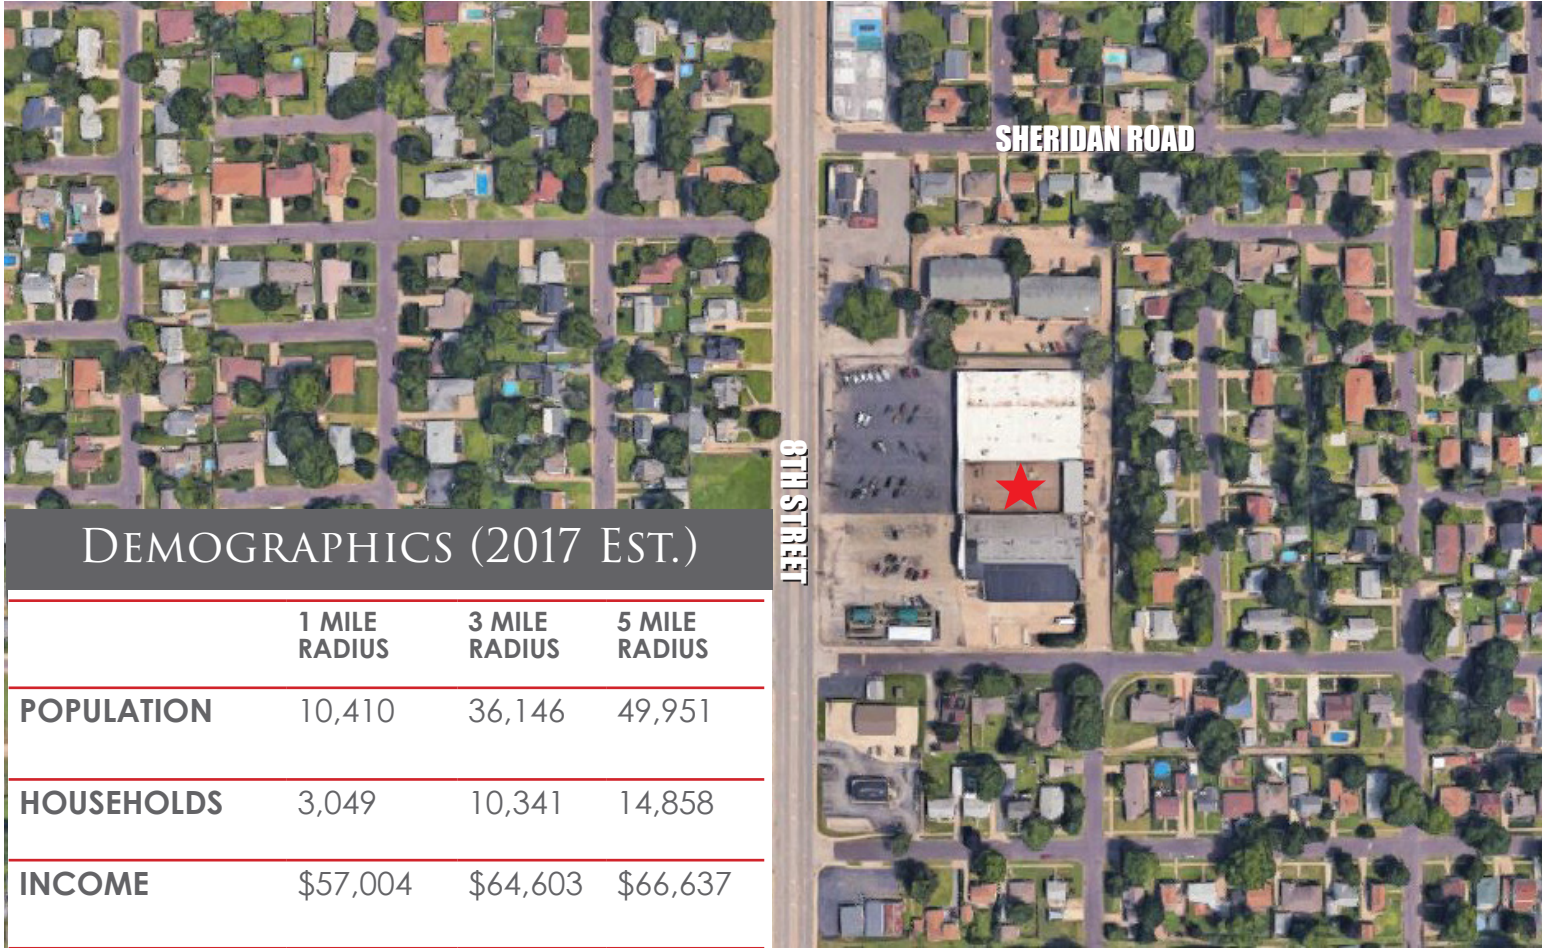 SHERIDAN ROAD
8TH STREET
DEMOGRAPHICS (2017 EST.)
1 MILE RADIUS 3 MILE RADIUS 5 MILE RADIUS
POPULATION 10,410 36,146 49,951
HOUSEHOLDS 3,049 10,341 14,858
INCOME $57,004 $64,603 $66,637